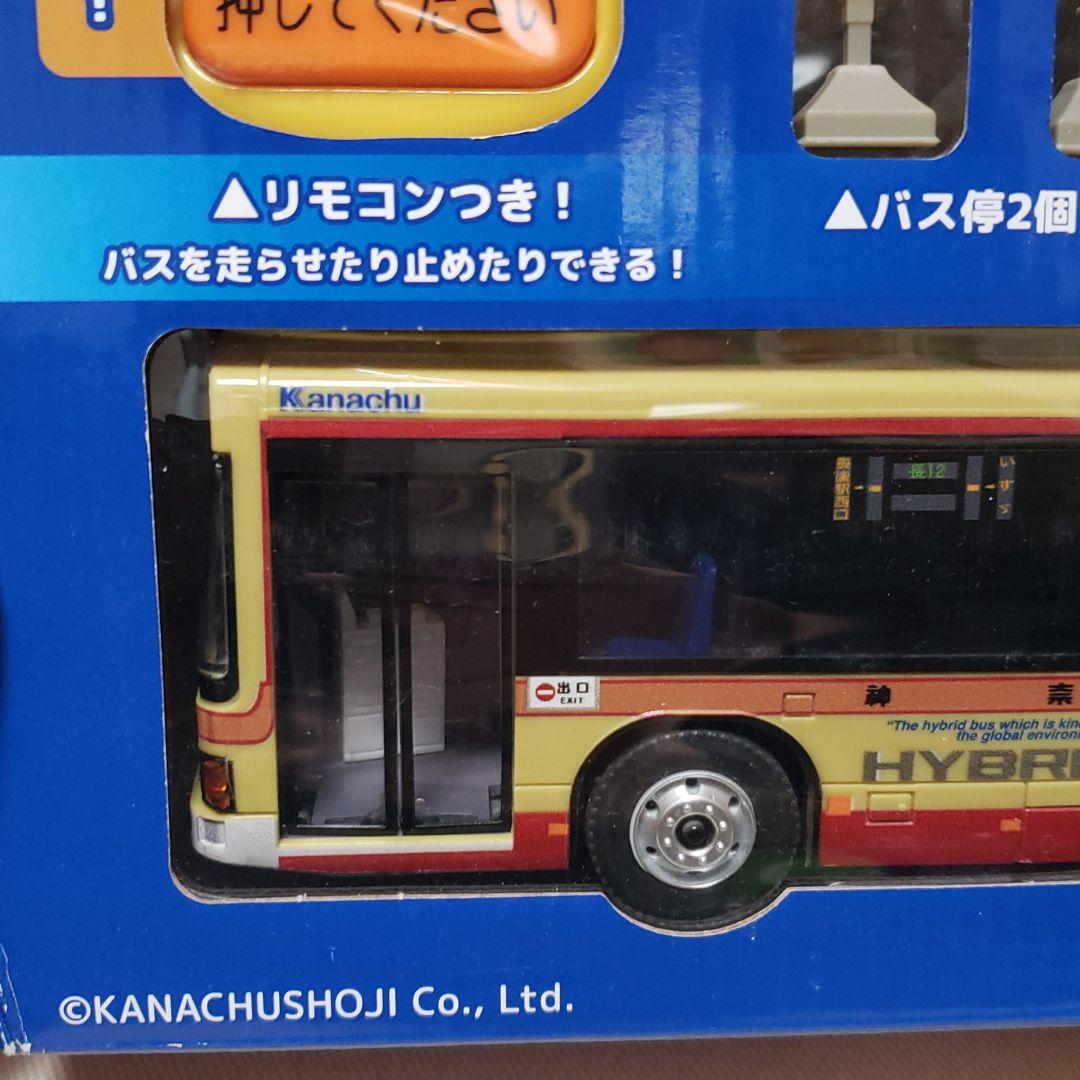 !
押してください
▲リモコンつき！
バスを走らせたり止めたりできる！
▲バス停2個
Kanachu
長12
出口
EXIT
神奈
"The hybrid bus which is kin
the global environ
HYBR
©KANACHUSHOJI Co., Ltd.